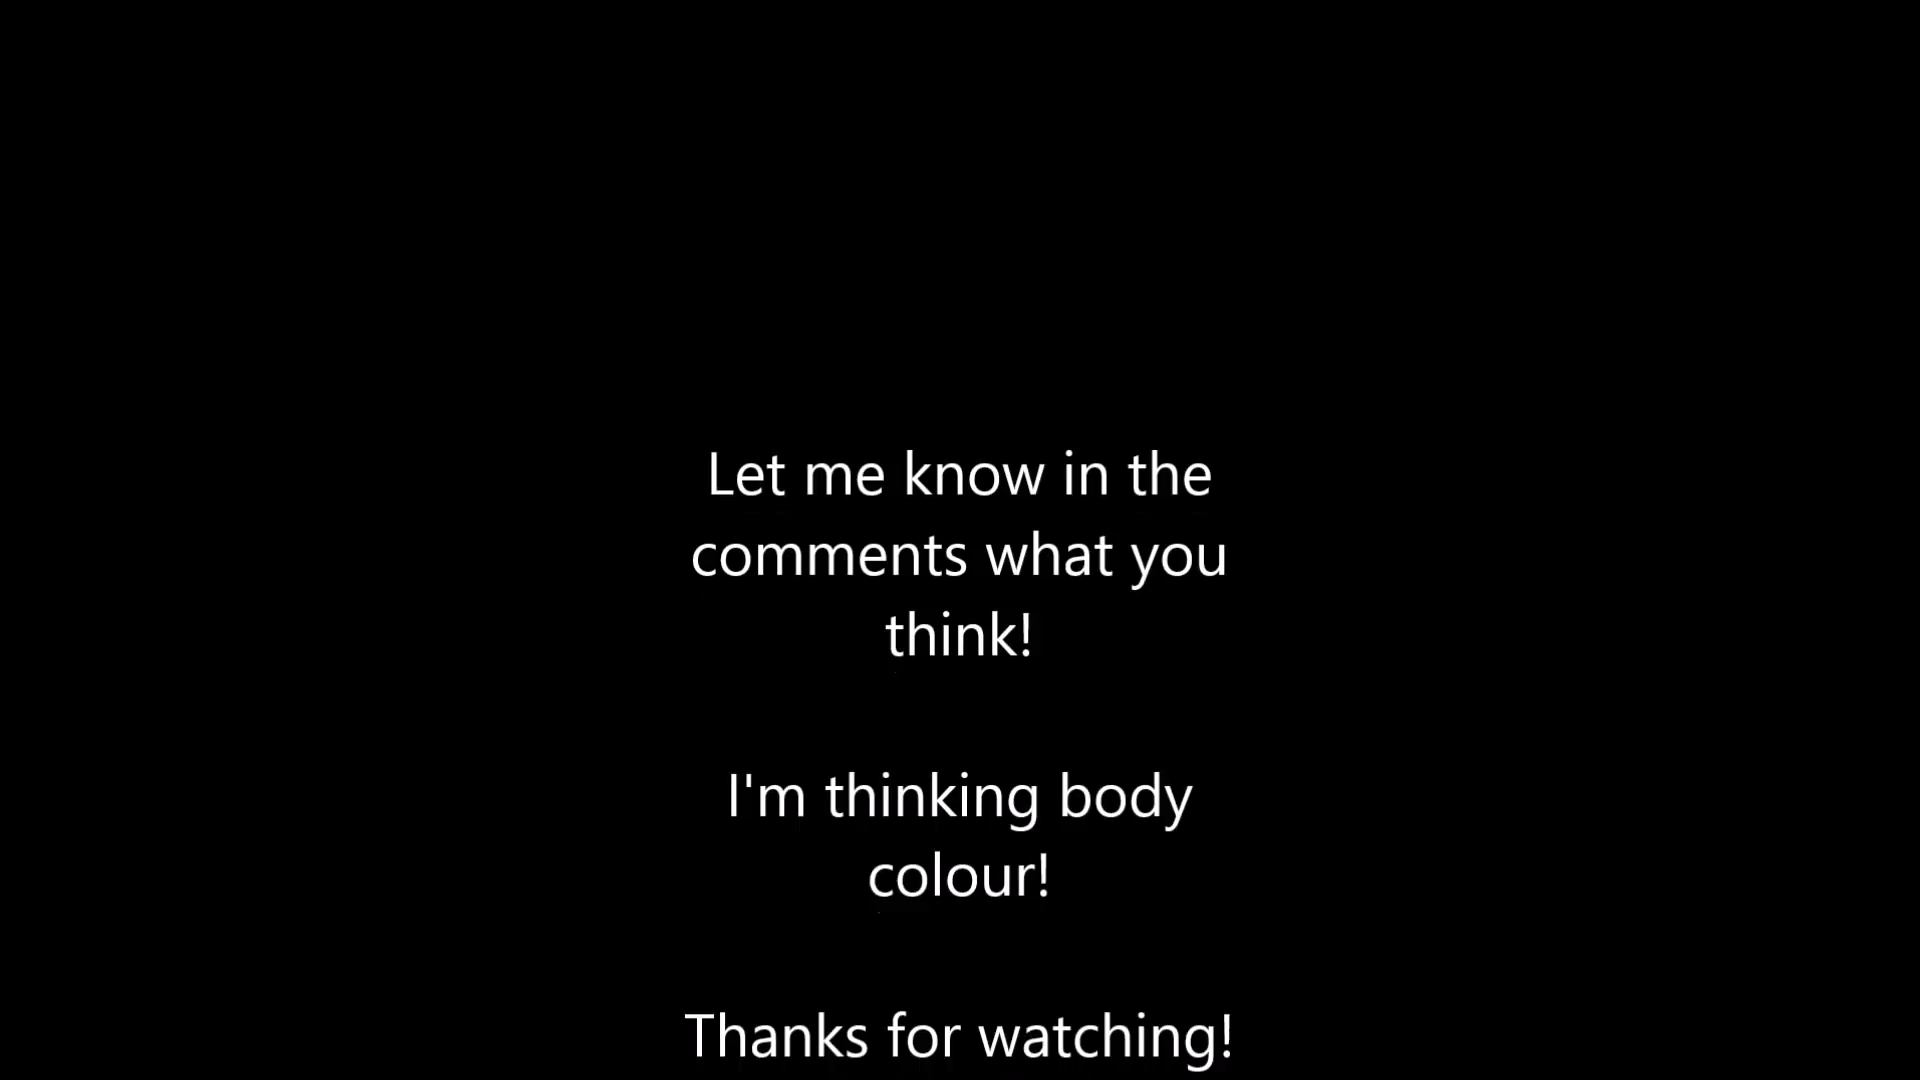 Let me know in the
comments what you
think!
I'm thinking body
colour!
Thanks for watching!